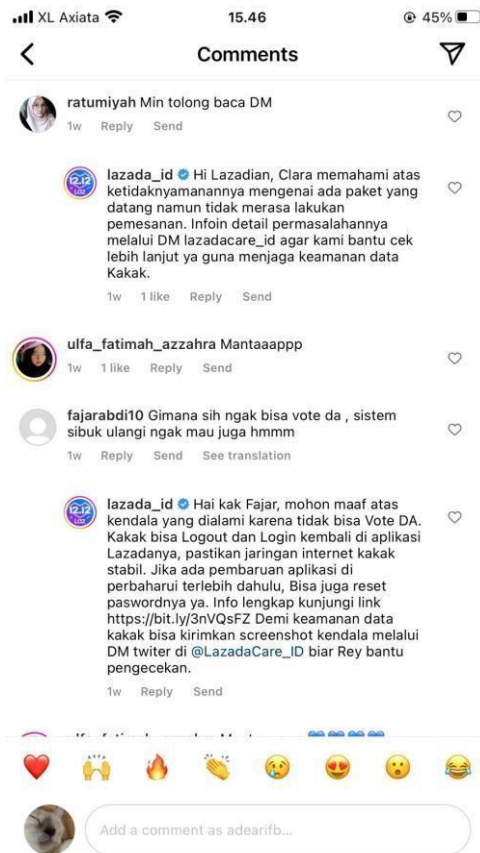 XL Axiata 15.46 45%
Comments
ratumiyah Min tolong baca DM
1w Reply Send
lazada_id Hi Lazadian, Clara memahami atas
ketidaknyamanannya mengenai ada paket yang
datang namun tidak merasa lakukan
pemesanan. Infoin detail permasalahannya
melalui DM lazadacare_id agar kami bantu cek
lebih lanjut ya guna menjaga keamanan data
Kakak.
1w 1 like Reply Send
ulfa_fatimah_azzahra Mantaaappp
1w 1 like Reply Send
fajarabdi10 Gimana sih ngak bisa vote da , sistem
sibuk ulangi ngak mau juga hmmm
1w Reply Send See translation
lazada_id Hai kak Fajar, mohon maaf atas
kendala yang dialami karena tidak bisa Vote DA.
Kakak bisa Logout dan Login kembali di aplikasi
Lazadanya, pastikan jaringan internet kakak
stabil. Jika ada pembaruan aplikasi di
perbaharui terlebih dahulu, Bisa juga reset
paswordnya ya. Info lengkap kunjungi link
https://bit.ly/3nVQsFZ Demi keamanan data
kakak bisa kirimkan screenshot kendala melalui
DM twiter di @LazadaCare_ID biar Rey bantu
pengecekan.
1w Reply Send
Add a comment as adearifb...